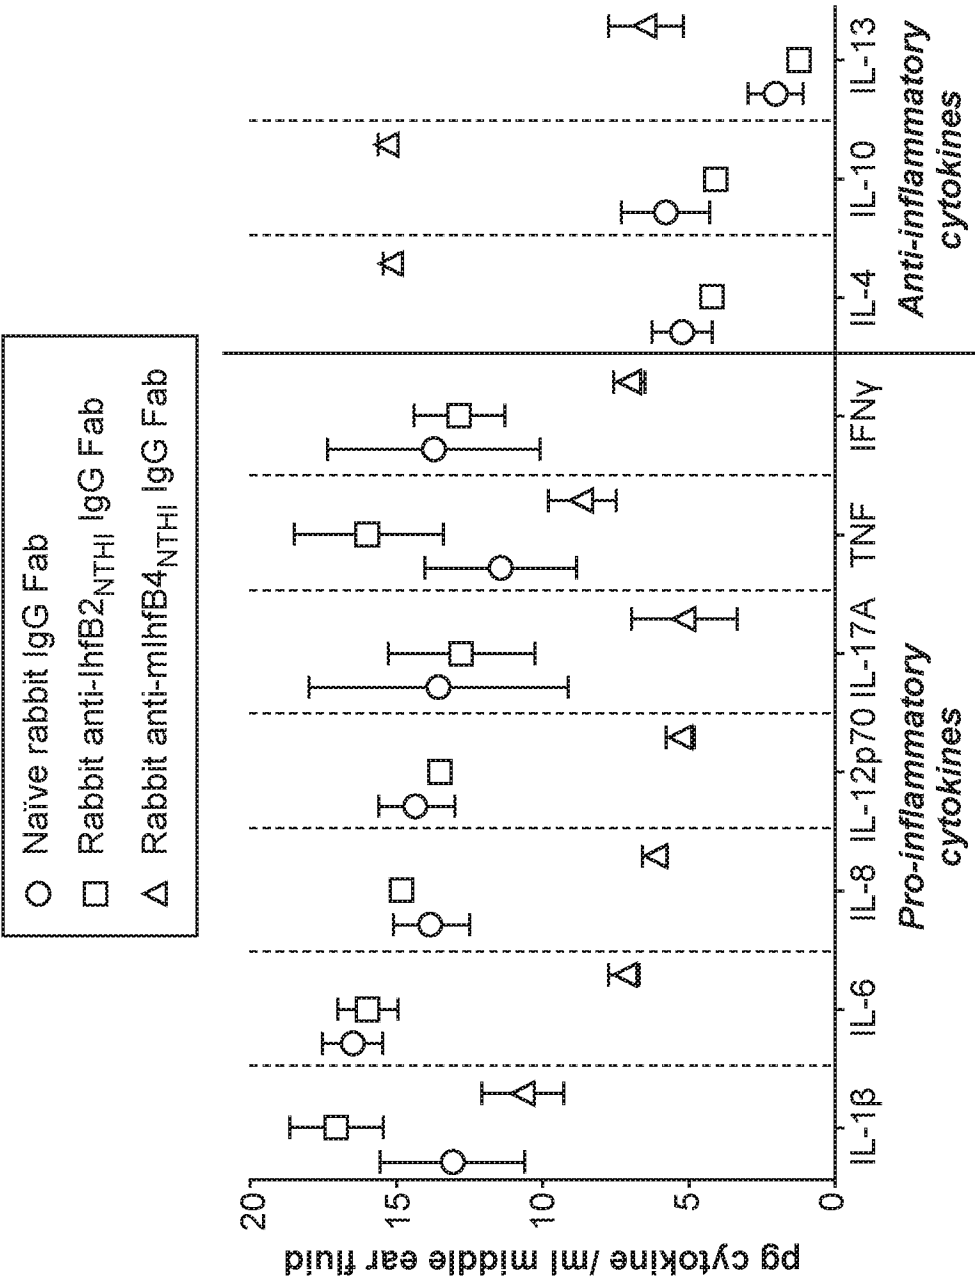 Naïve rabbit IgG Fab
Rabbit anti-IhfB2NTHI IgG Fab
Rabbit anti-mIhfB4NTHI IgG Fab
pg cytokine /ml middle ear fluid
20
15
10
5
0
IL-1β
IL-6
IL-8
IL-12p70
IL-17A
TNF
IFNγ
IL-4
IL-10
IL-13
Pro-inflammatory
cytokines
Anti-inflammatory
cytokines